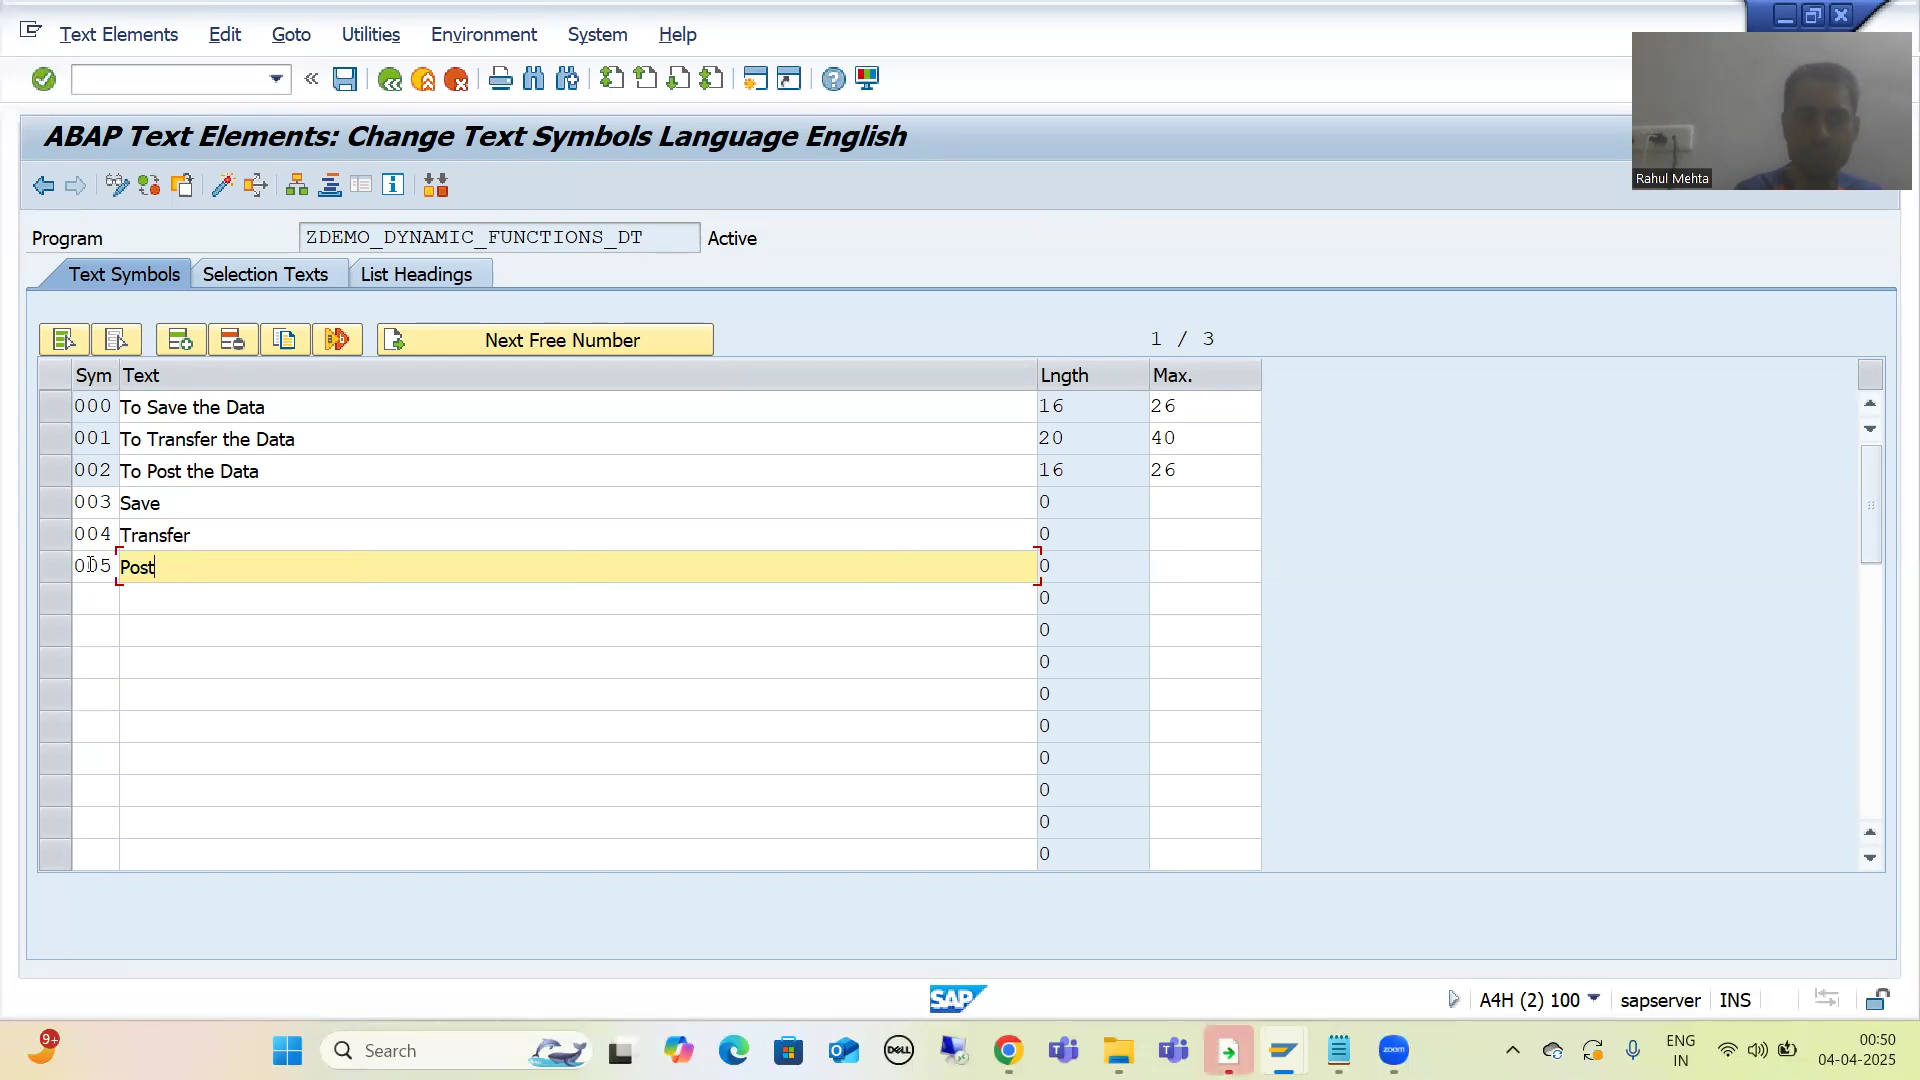 Text Elements Edit Goto Utilities Environment System Help
ABAP Text Elements: Change Text Symbols Language English
Rahul Mehta
Program ZDEMO_DYNAMIC_FUNCTIONS_DT Active
Text Symbols Selection Texts List Headings
Next Free Number 1 / 3
Sym Text Lngth Max.
000 To Save the Data 16 26
001 To Transfer the Data 20 40
002 To Post the Data 16 26
003 Save 0
004 Transfer 0
005 Post 0
0
0
0
0
0
0
0
0
0
SAP A4H (2) 100 sapserver INS
9+ Search DELL zoom ENG 00:50
IN 04-04-2025